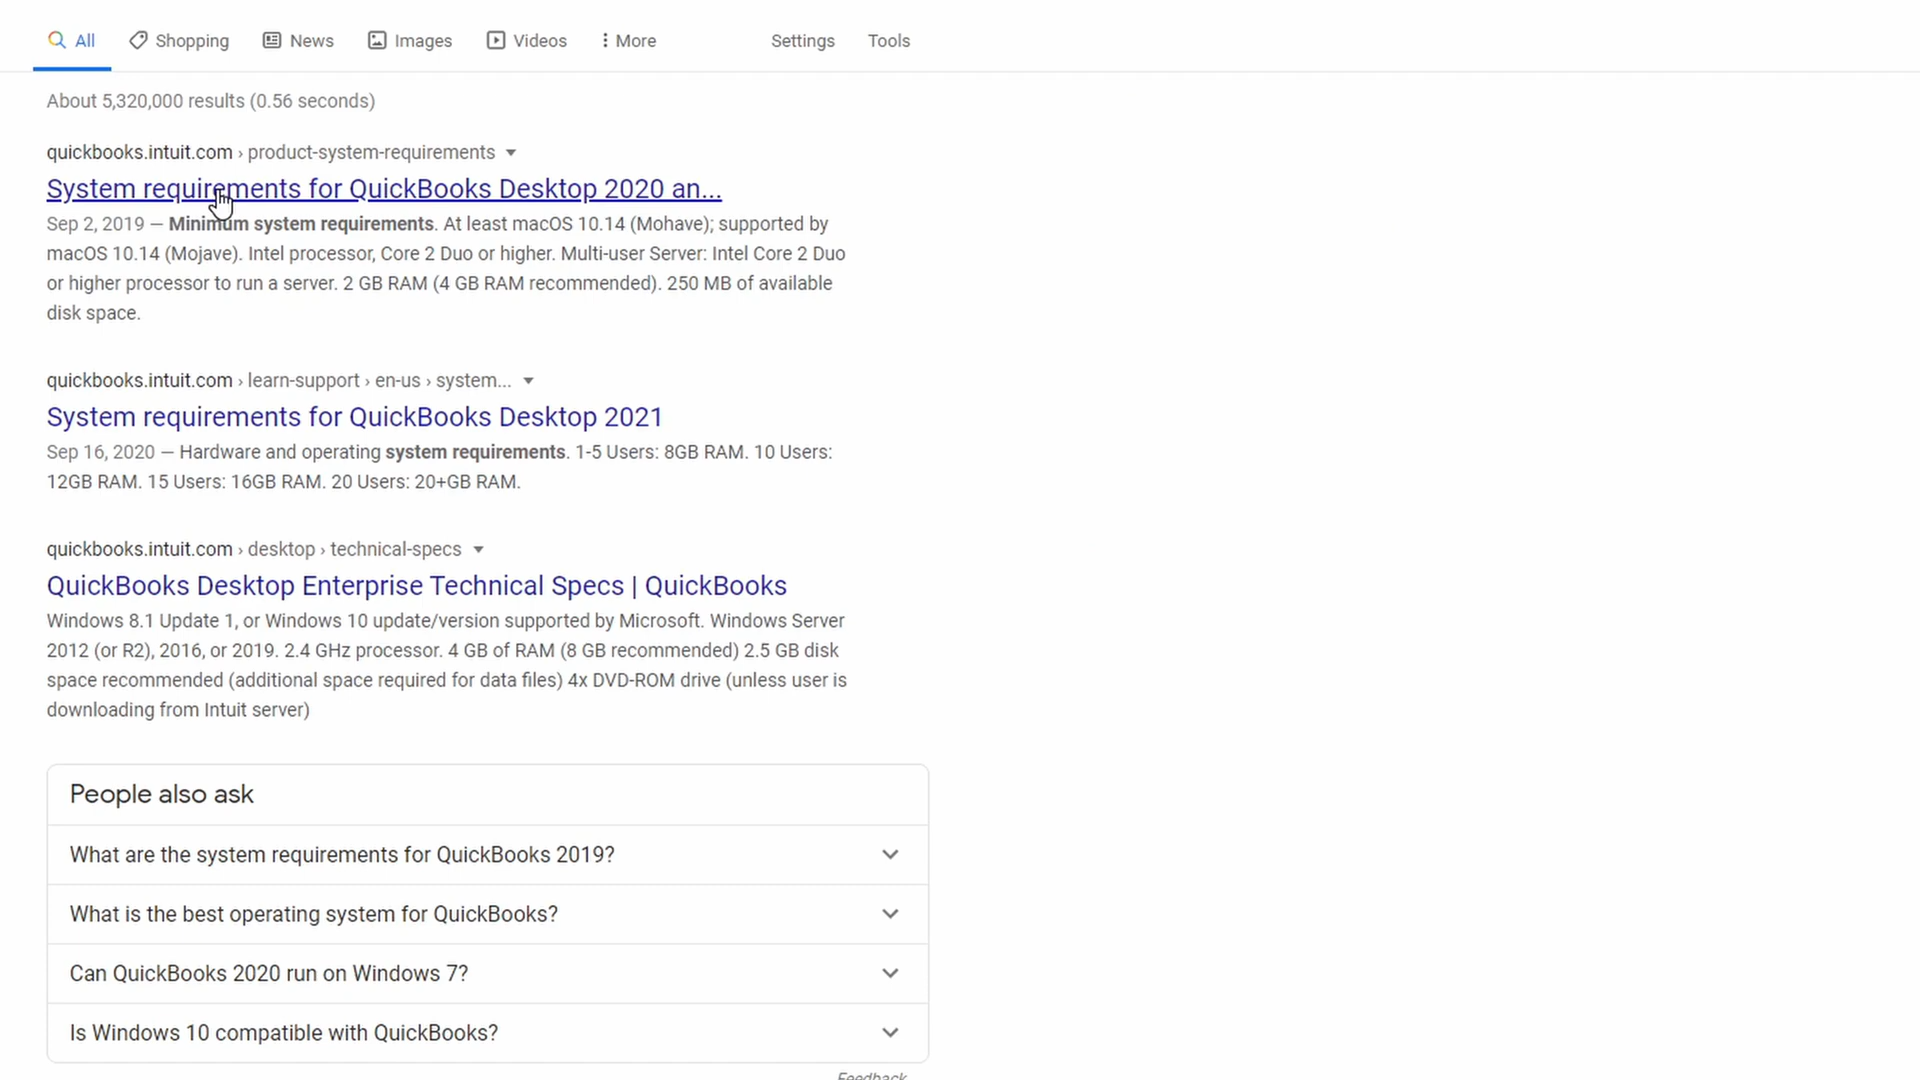 All Shopping News Images Videos More Settings Tools
About 5,320,000 results (0.56 seconds)
quickbooks.intuit.com › product-system-requirements
System requirements for QuickBooks Desktop 2020 an...
Sep 2, 2019 — Minimum system requirements. At least macOS 10.14 (Mohave); supported by
macOS 10.14 (Mojave). Intel processor, Core 2 Duo or higher. Multi-user Server: Intel Core 2 Duo
or higher processor to run a server. 2 GB RAM (4 GB RAM recommended). 250 MB of available
disk space.
quickbooks.intuit.com › learn-support › en-us › system...
System requirements for QuickBooks Desktop 2021
Sep 16, 2020 — Hardware and operating system requirements. 1-5 Users: 8GB RAM. 10 Users:
12GB RAM. 15 Users: 16GB RAM. 20 Users: 20+GB RAM.
quickbooks.intuit.com › desktop › technical-specs
QuickBooks Desktop Enterprise Technical Specs | QuickBooks
Windows 8.1 Update 1, or Windows 10 update/version supported by Microsoft. Windows Server
2012 (or R2), 2016, or 2019. 2.4 GHz processor. 4 GB of RAM (8 GB recommended) 2.5 GB disk
space recommended (additional space required for data files) 4x DVD-ROM drive (unless user is
downloading from Intuit server)
People also ask
What are the system requirements for QuickBooks 2019?
What is the best operating system for QuickBooks?
Can QuickBooks 2020 run on Windows 7?
Is Windows 10 compatible with QuickBooks?
Feedback